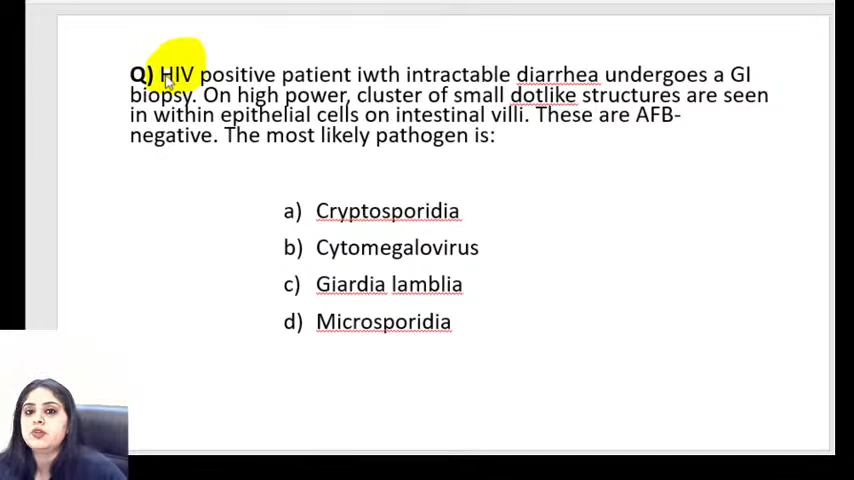 Q) HIV positive patient iwth intractable diarrhea undergoes a GI
biopsy. On high power, cluster of small dotlike structures are seen
in within epithelial cells on intestinal villi. These are AFB-
negative. The most likely pathogen is:
a) Cryptosporidia
b) Cytomegalovirus
c) Giardia lamblia
d) Microsporidia